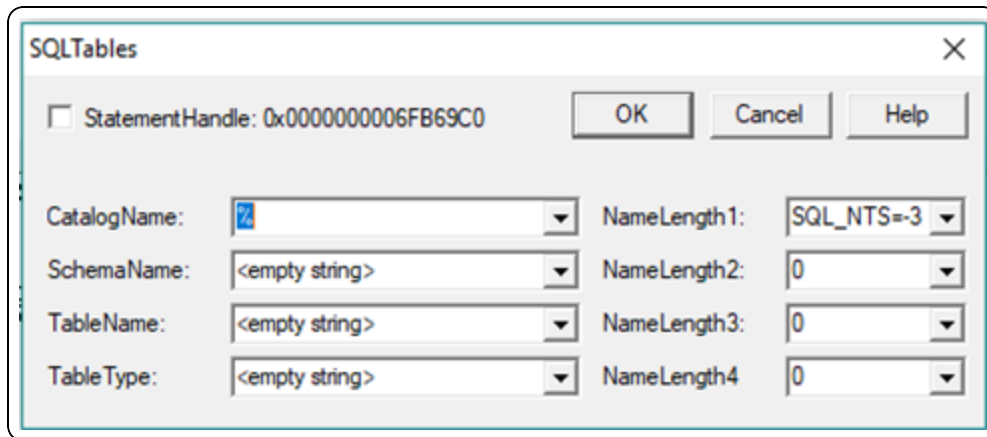 SQLTables
StatementHandle: 0x0000000006FB69C0 OK Cancel Help
CatalogName: % NameLength1: SQL_NTS=-3
SchemaName: <empty string> NameLength2: 0
TableName: <empty string> NameLength3: 0
TableType: <empty string> NameLength4 0